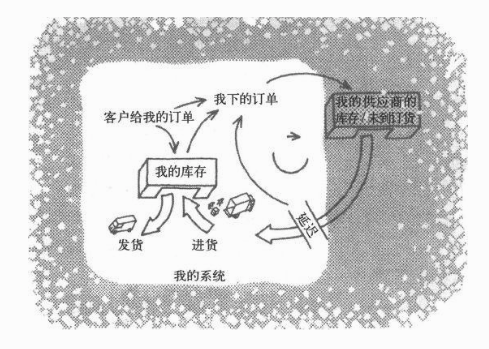 我下的订单
我的供应商的
库存/未到订货
客户给我的订单
我的库存
延迟
发货
进货
我的系统